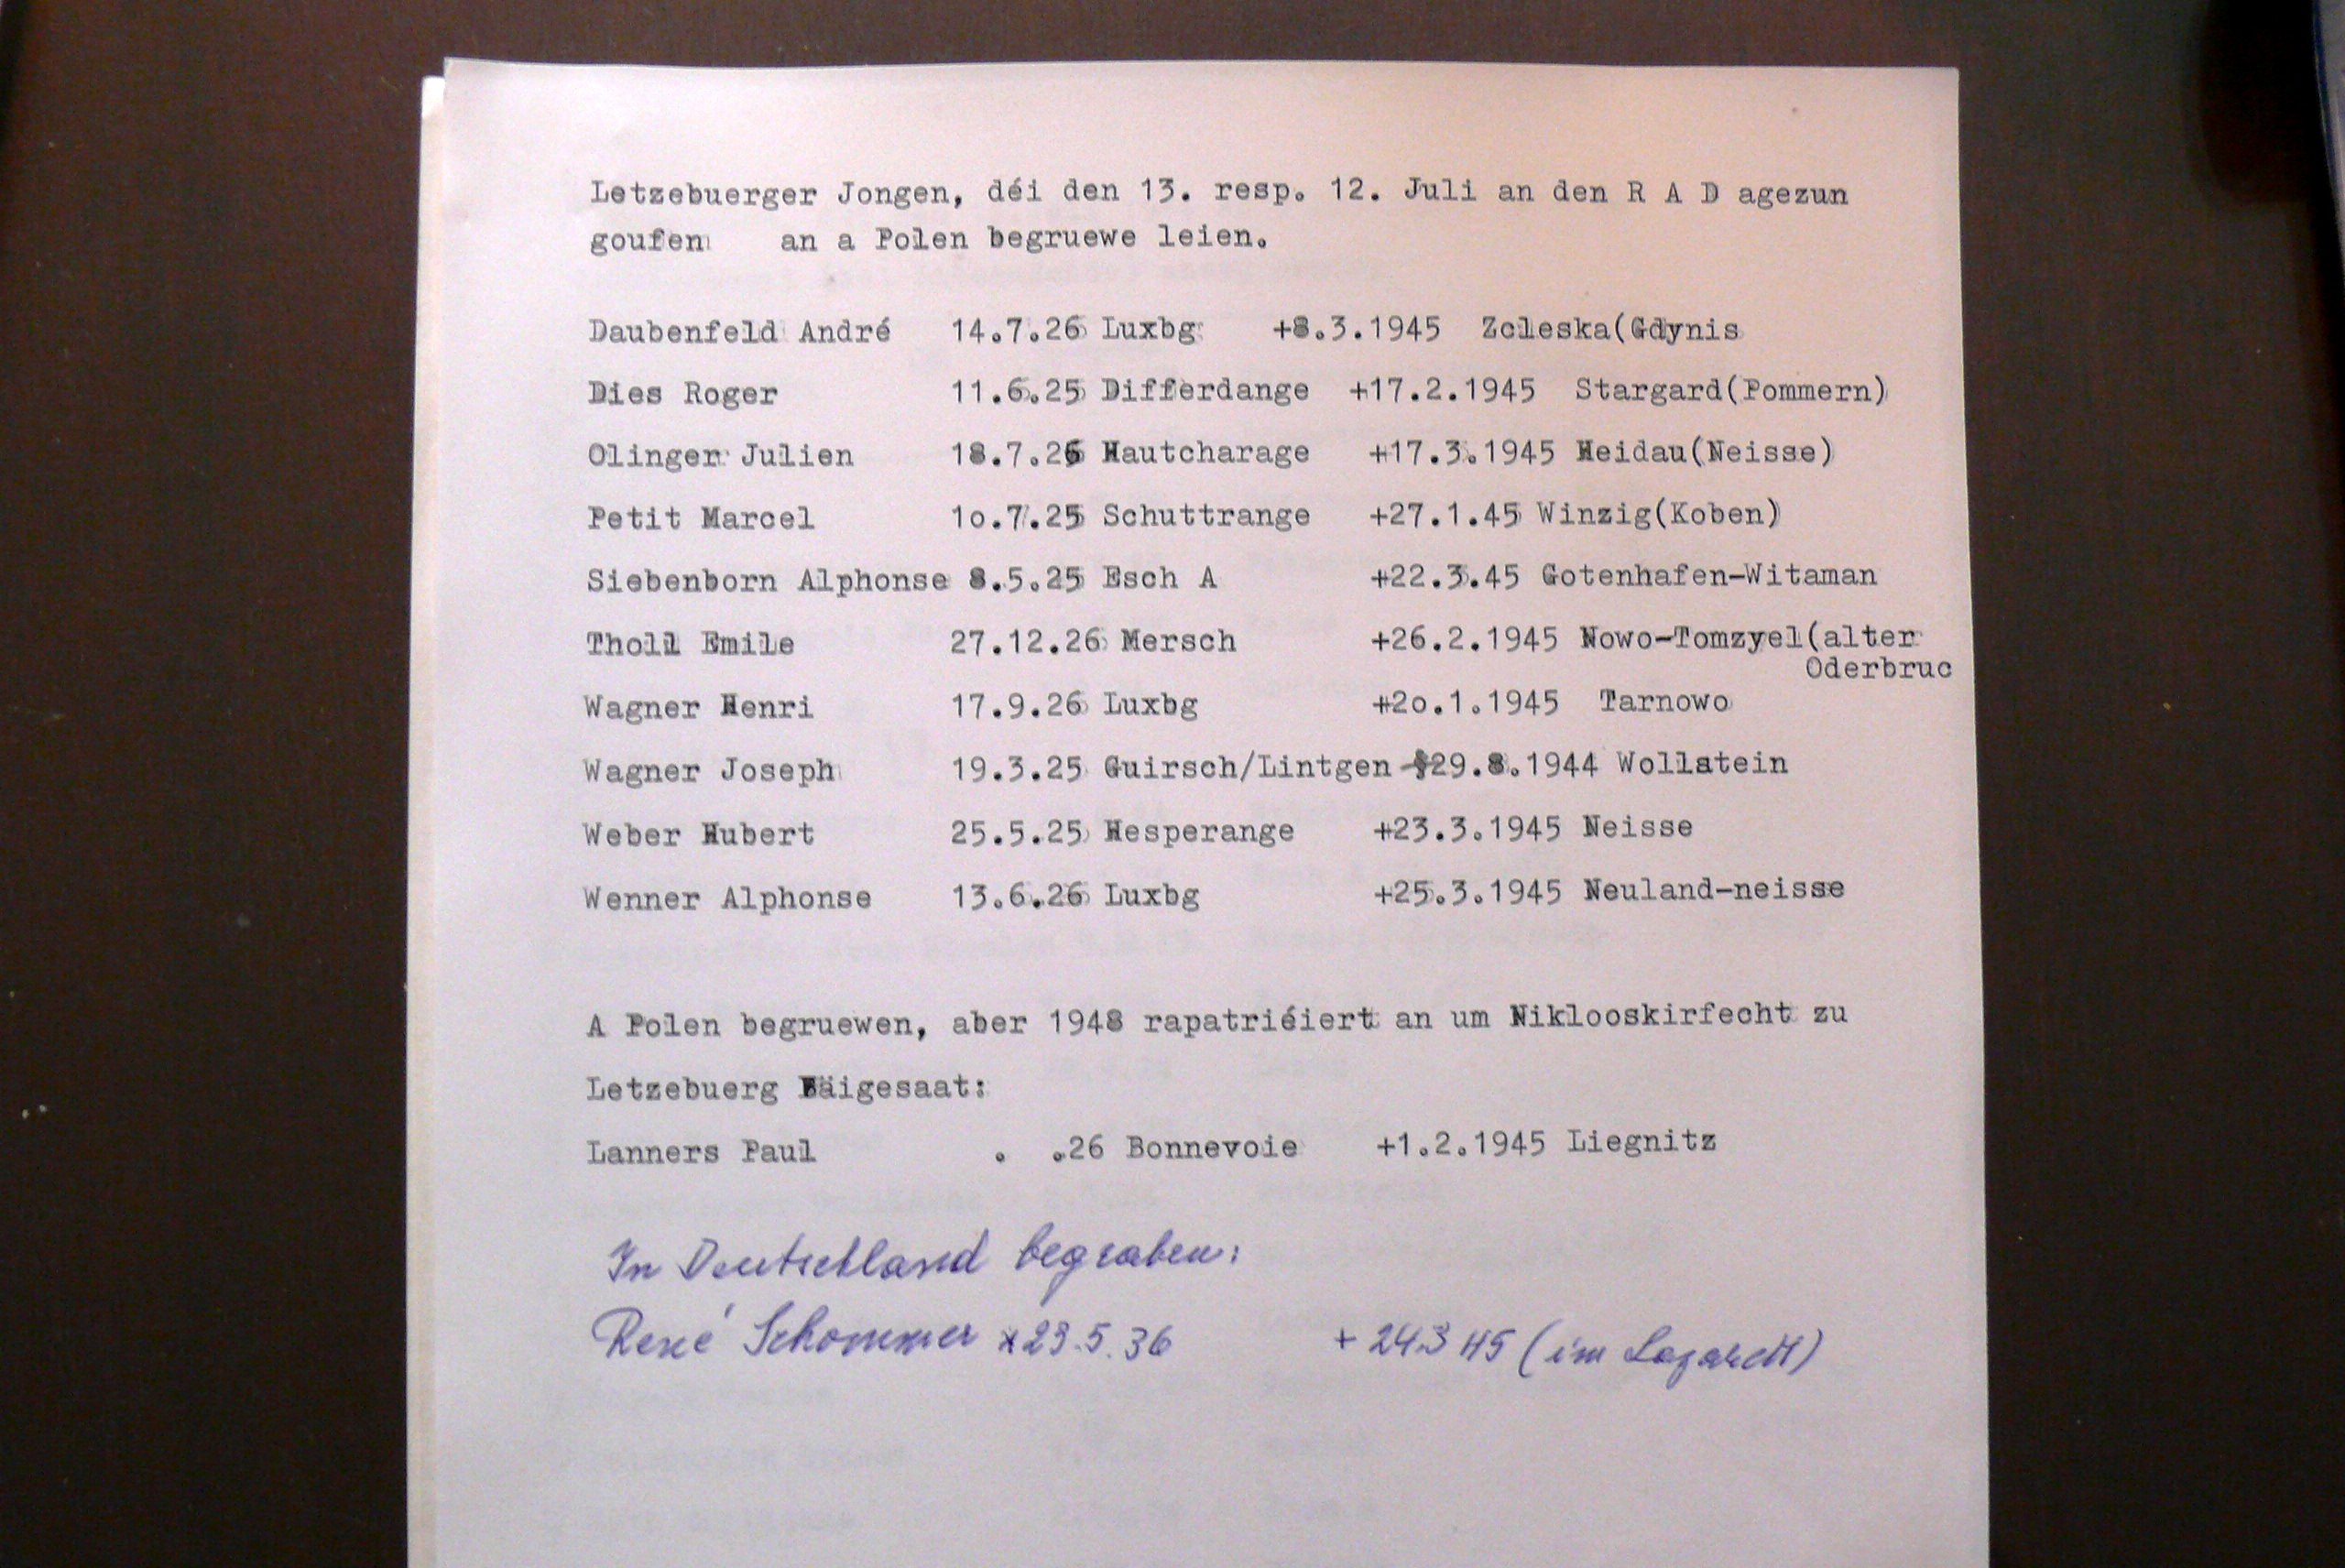 Letzebuerger Jongen, déi den 13. resp. 12. Juli an den R A D agezun
goufen an a Polen begruewe leien.
Daubenfeld André 14.7.26 Luxbg +8.3.1945 Zoleska(Gdynis
Dies Roger 11.6.25 Differdange +17.2.1945 Stargard(Pommern)
Olinger Julien 18.7.26 Hautcharage +17.3.1945 Heidau(Neisse)
Petit Marcel 1o.7.25 Schuttrange +27.1.45 Winzig(Koben)
Siebenborn Alphonse 8.5.25 Esch A +22.3.45 Gotenhafen-Witaman
Tholl Emile 27.12.26 Mersch +26.2.1945 Nowo-Tomzyel(alter
Oderbruc
Wagner Henri 17.9.26 Luxbg +2o.1.1945 Tarnowo
Wagner Joseph 19.3.25 Guirsch/Lintgen +29.8.1944 Wollstein
Weber Hubert 25.5.25 Hesperange +23.3.1945 Neisse
Wenner Alphonse 13.6.26 Luxbg +25.3.1945 Neuland-neisse
A Polen begruewen, aber 1948 rapatriéiert an um Niklooskirfecht zu
Letzebuerg Bäigesaat:
Lanners Paul . .26 Bonnevoie +1.2.1945 Liegnitz
In Deutschland begraben:
René Schommer x23.5.36 + 24.3 45 (im Lazarett)